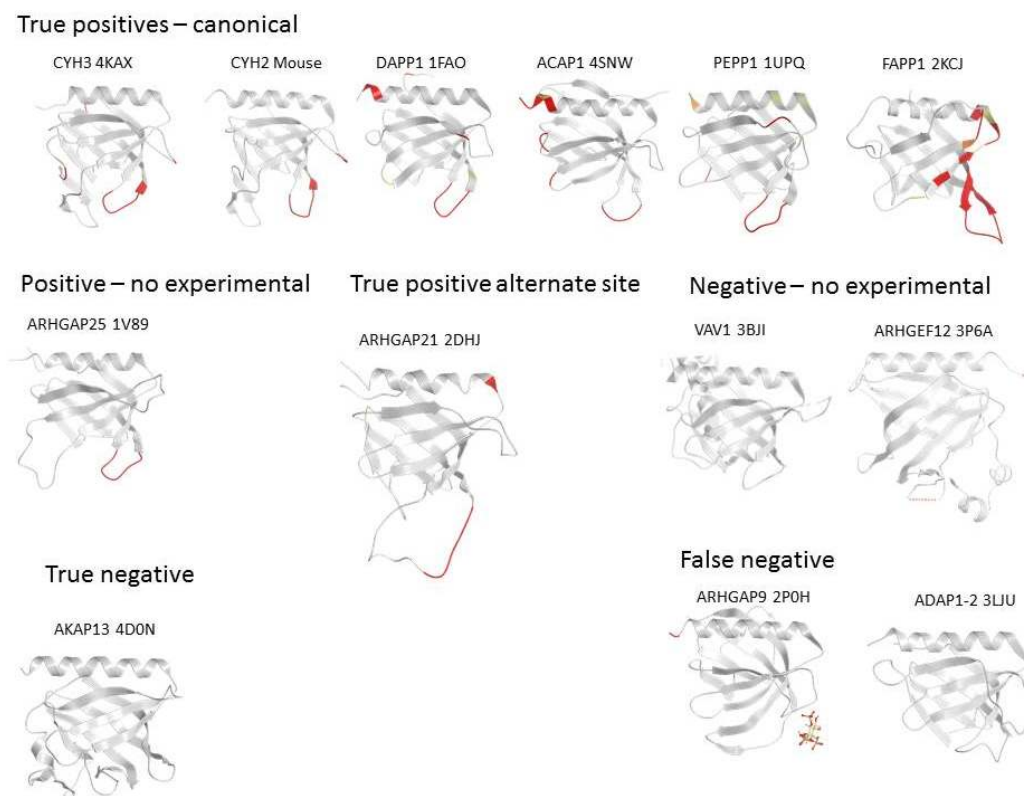 True positives – canonical
CYH3 4KAX
CYH2 Mouse
DAPP1 1FAO
ACAP1 4SNW
PEPP1 1UPQ
FAPP1 2KCJ
Positive – no experimental
True positive alternate site
Negative – no experimental
ARHGAP25 1V89
ARHGAP21 2DHJ
VAV1 3BJI
ARHGEF12 3P6A
True negative
False negative
AKAP13 4D0N
ARHGAP9 2P0H
ADAP1-2 3LJU